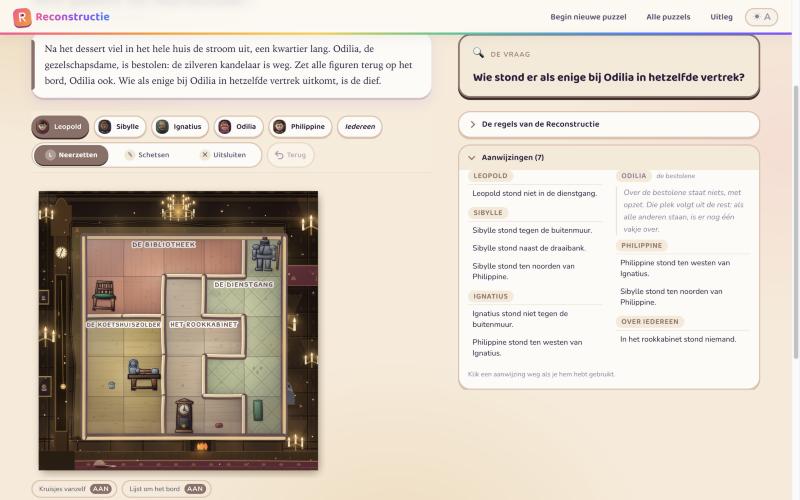 R Reconstructie
Begin nieuwe puzzel
Alle puzzels
Uitleg
A
Na het dessert viel in het hele huis de stroom uit, een kwartier lang. Odilia, de
gezelschapsdame, is bestolen: de zilveren kandelaar is weg. Zet alle figuren terug op het
bord, Odilia ook. Wie als enige bij Odilia in hetzelfde vertrek uitkomt, is de dief.
Leopold
Sibylle
Ignatius
Odilia
Philippine
Iedereen
L Neerzetten
Schetsen
Uitsluiten
Terug
DE BIBLIOTHEEK
DE DIENSTGANG
DE KOETSHUISZOLDER
HET ROOKKABINET
Kruisjes vanzelf AAN
Lijst om het bord AAN
DE VRAAG
Wie stond er als enige bij Odilia in hetzelfde vertrek?
De regels van de Reconstructie
Aanwijzingen (7)
LEOPOLD
Leopold stond niet in de dienstgang.
SIBYLLE
Sibylle stond tegen de buitenmuur.
Sibylle stond naast de draaibank.
Sibylle stond ten noorden van
Philippine.
IGNATIUS
Ignatius stond niet tegen de
buitenmuur.
Philippine stond ten westen van
Ignatius.
ODILIA de bestolene
Over de bestolene staat niets, met
opzet. Die plek volgt uit de rest: als
alle anderen staan, is er nog één
vakje over.
PHILIPPINE
Philippine stond ten westen van
Ignatius.
Sibylle stond ten noorden van
Philippine.
OVER IEDEREEN
In het rookkabinet stond niemand.
Klik een aanwijzing weg als je hem hebt gebruikt.